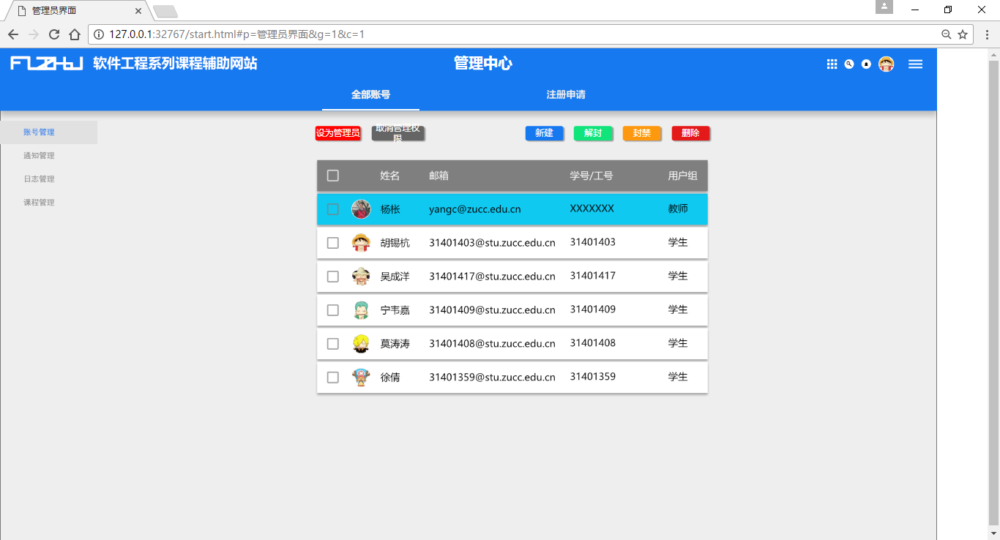 管理员界面
127.0.0.1:32767/start.html#p=管理员界面&g=1&c=1
软件工程系列课程辅助网站
管理中心
全部账号 注册申请
账号管理
通知管理
日志管理
课程管理
设为管理员 取消管理权
限
新建 解封 封禁 删除
姓名 邮箱 学号/工号 用户组
杨枨 yangc@zucc.edu.cn XXXXXXX 教师
胡锡杭 31401403@stu.zucc.edu.cn 31401403 学生
吴成洋 31401417@stu.zucc.edu.cn 31401417 学生
宁韦嘉 31401409@stu.zucc.edu.cn 31401409 学生
莫涛涛 31401408@stu.zucc.edu.cn 31401408 学生
徐倩 31401359@stu.zucc.edu.cn 31401359 学生